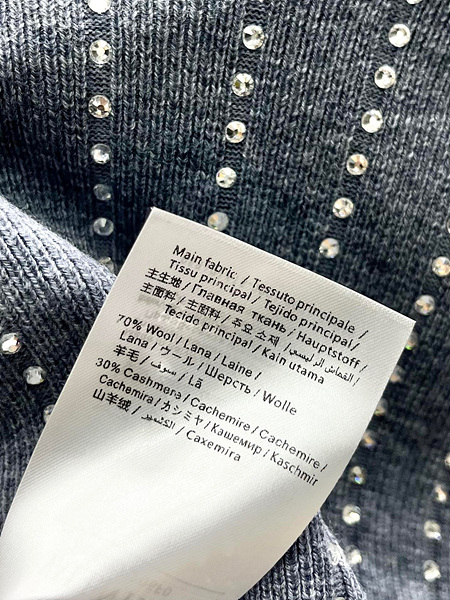 Main fabric / Tessuto principale /
Tissu principal / Tejido principal /
主生地 / Главная ткань / Hauptstoff /
主面料 / 主要面料 / 주요 소재 / القماش الرئيسي /
Tecido principal / Kain utama
70% Wool / Lana / Laine /
Lana / ウール / Шерсть / Wolle
羊毛 / صوف / Lã
30% Cashmere / Cachemire / Cachemire /
Cachemira / カシミヤ / Кашемир / Kaschmir
山羊绒 / الكشمير / Caxemira